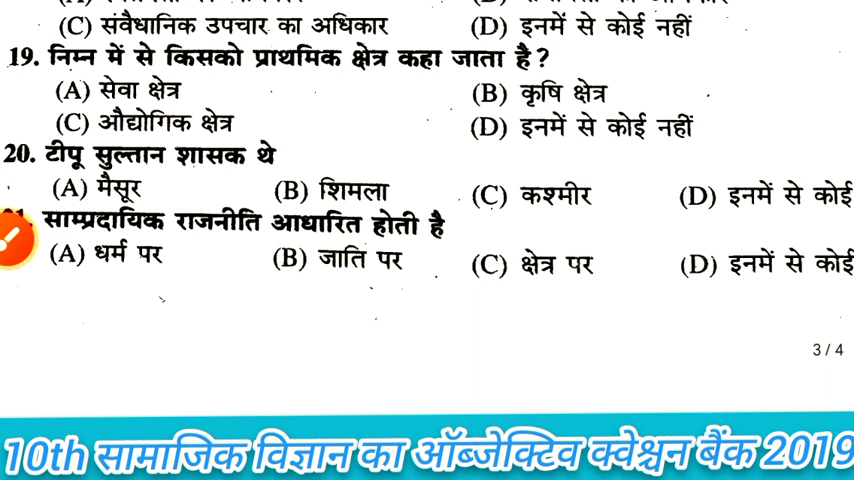 (C) संवैधानिक उपचार का अधिकार (D) इनमें से कोई नहीं
19. निम्न में से किसको प्राथमिक क्षेत्र कहा जाता है?
(A) सेवा क्षेत्र (B) कृषि क्षेत्र
(C) औद्योगिक क्षेत्र (D) इनमें से कोई नहीं
20. टीपू सुल्तान शासक थे
(A) मैसूर (B) शिमला (C) कश्मीर (D) इनमें से कोई
साम्प्रदायिक राजनीति आधारित होती है
(A) धर्म पर (B) जाति पर (C) क्षेत्र पर (D) इनमें से कोई
3 / 4
10th सामाजिक विज्ञान का ऑब्जेक्टिव क्वेश्चन बैंक 2019